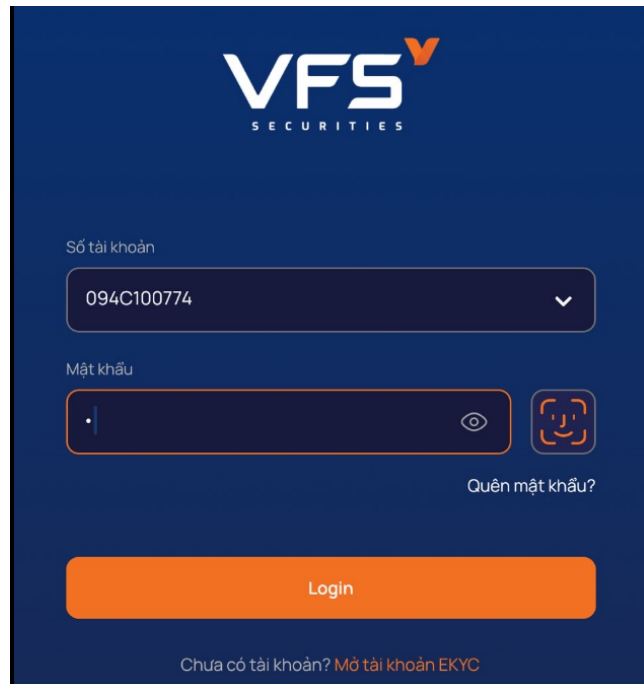 VFS
SECURITIES
Số tài khoản
094C100774
Mật khẩu
Quên mật khẩu?
Login
Chưa có tài khoản? Mở tài khoản EKYC